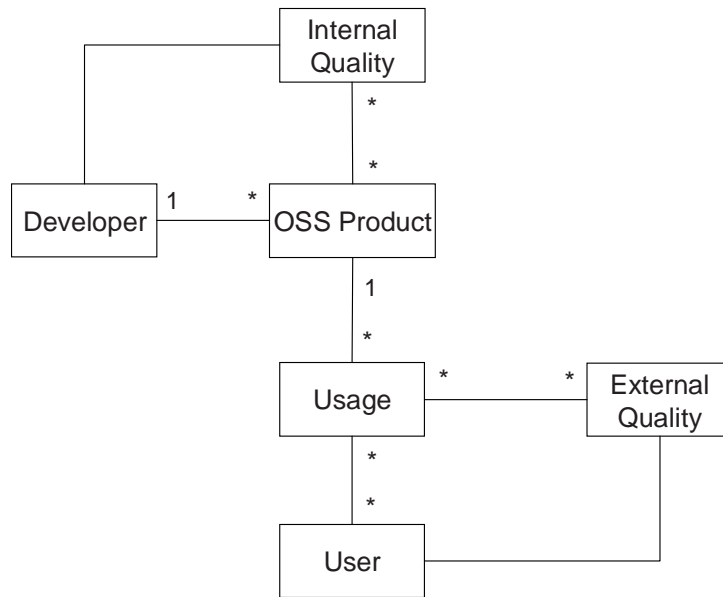 Internal
Quality
*
*
Developer
1
*
OSS Product
1
*
Usage
*
*
External
Quality
*
*
User